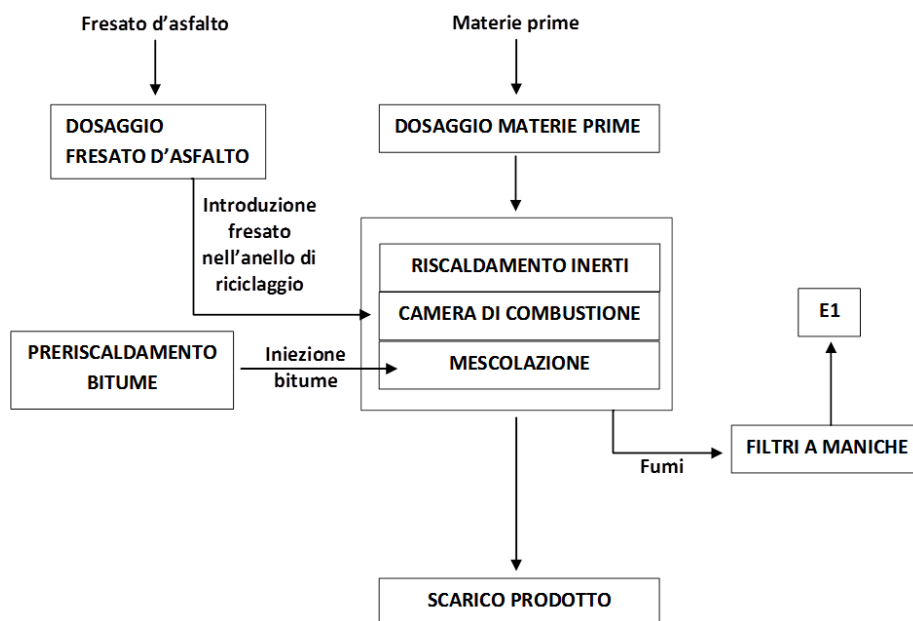 Fresato d'asfalto
Materie prime
DOSAGGIO
FRESATO D'ASFALTO
DOSAGGIO MATERIE PRIME
Introduzione
fresato
nell'anello di
riciclaggio
RISCALDAMENTO INERTI
CAMERA DI COMBUSTIONE
MESCOLAZIONE
E1
PRERISCALDAMENTO
BITUME
Iniezione
bitume
FILTRI A MANICHE
Fumi
SCARICO PRODOTTO